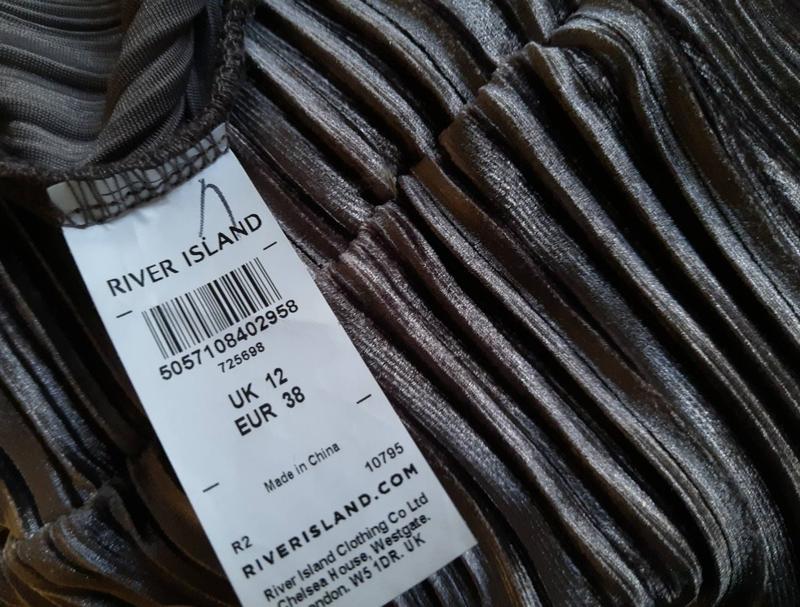 RIVER ISLAND
5057108402958
725698
UK 12
EUR 38
Made in China
10795
R2
RIVERISLAND.COM
River Island Clothing Co Ltd
Chelsea House, Westgate.
London. W5 1DR. UK